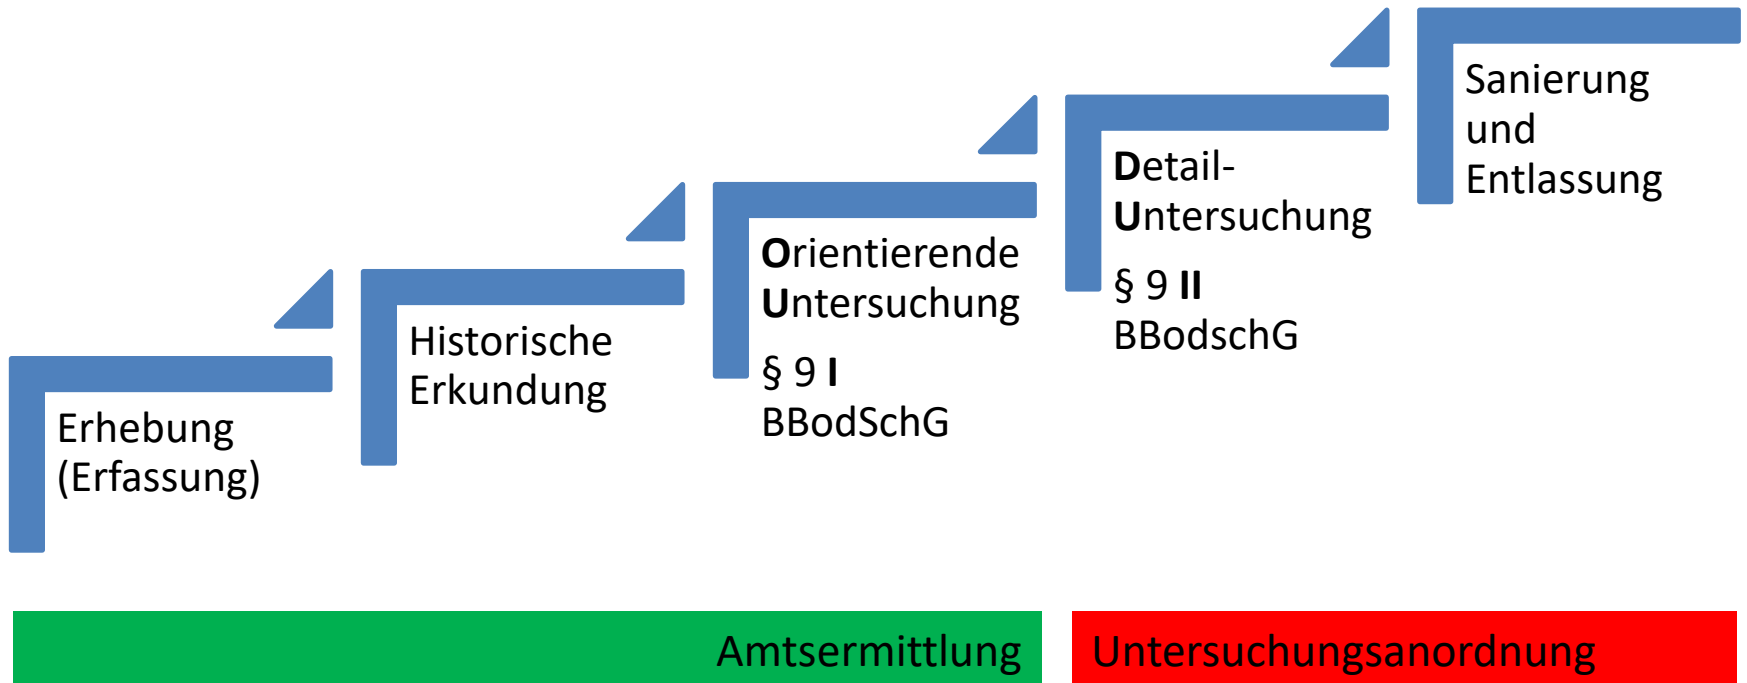 Erhebung
(Erfassung)
Historische
Erkundung
Orientierende
Untersuchung
§ 9 I
BBodSchG
Detail-
Untersuchung
§ 9 II
BBodschG
Sanierung
und
Entlassung
Amtsermittlung
Untersuchungsanordnung